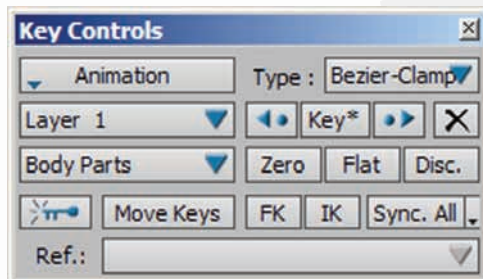 Key Controls
Animation Type : Bezier-Clamp
Layer 1 Key*
Body Parts Zero Flat Disc.
Move Keys FK IK Sync. All
Ref.: